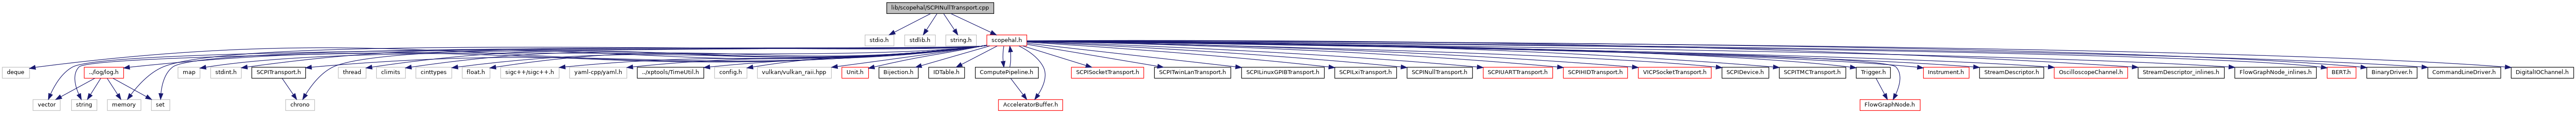 lib/scopehal/SCPINullTransport.cpp
stdio.h
stdlib.h
string.h
scopehal.h
deque
../log/log.h
map
stdint.h
SCPITransport.h
thread
climits
cinttypes
float.h
sigc++/sigc++.h
yaml-cpp/yaml.h
../xptools/TimeUtil.h
config.h
vulkan/vulkan_raii.hpp
Unit.h
Bijection.h
IDTable.h
ComputePipeline.h
SCPISocketTransport.h
SCPITwinLanTransport.h
SCPILinuxGPIBTransport.h
SCPILxiTransport.h
SCPINullTransport.h
SCPIUARTTransport.h
SCPIHIDTransport.h
VICPSocketTransport.h
SCPIDevice.h
SCPITMCTransport.h
Trigger.h
Instrument.h
StreamDescriptor.h
OscilloscopeChannel.h
StreamDescriptor_inlines.h
FlowGraphNode_inlines.h
BERT.h
BinaryDriver.h
CommandLineDriver.h
DigitalIOChannel.h
vector
string
memory
set
chrono
AcceleratorBuffer.h
FlowGraphNode.h